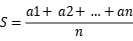 S = a1 + a2 + ... + an / n